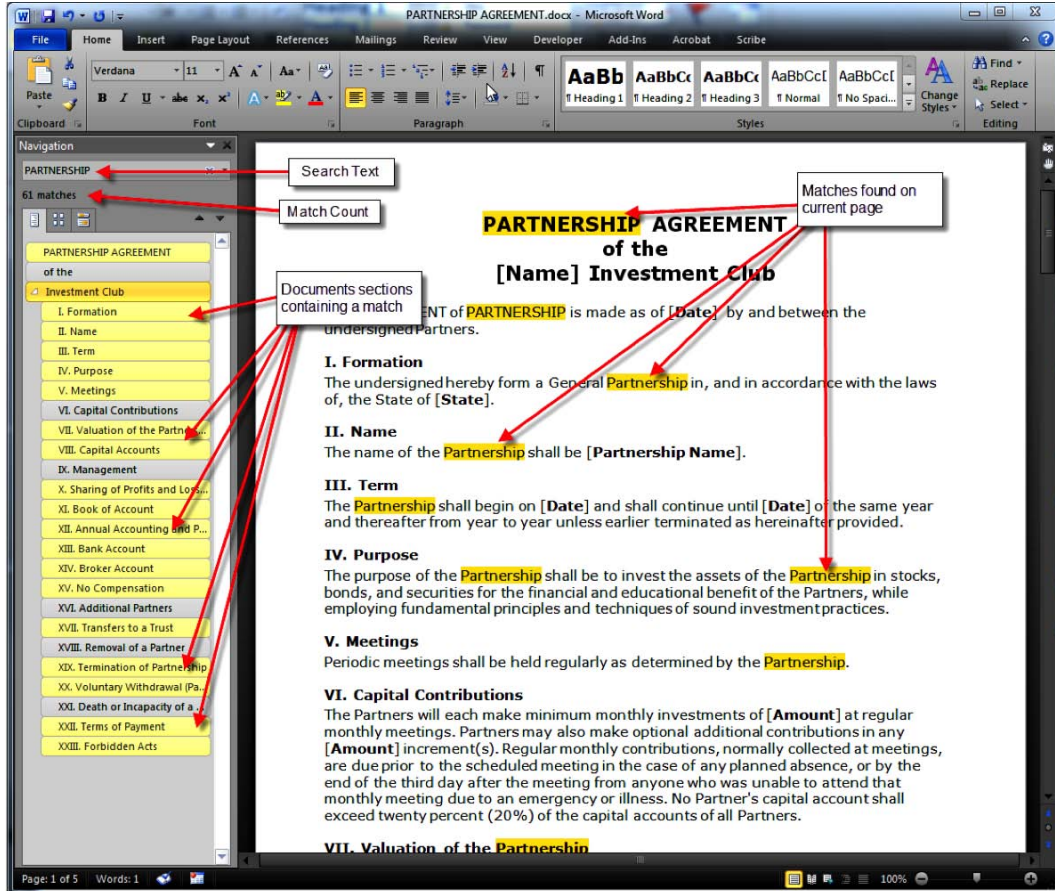 PARTNERSHIP AGREEMENT.docx - Microsoft Word
File Home Insert Page Layout References Mailings Review View Developer Add-Ins Acrobat Scribe
Paste
Verdana 11 Aa
B I U abc x₂ x² A ab A
Clipboard Font Paragraph Styles Editing
AaBb AaBbCc AaBbCc AaBbCcI AaBbCcI
¶ Heading 1 ¶ Heading 2 ¶ Heading 3 ¶ Normal ¶ No Spaci...
Change Styles
Find
Replace
Select
Navigation
PARTNERSHIP
61 matches
Search Text
Match Count
Documents sections
containing a match
Matches found on
current page
PARTNERSHIP AGREEMENT
of the
Investment Club
I. Formation
II. Name
III. Term
IV. Purpose
V. Meetings
VI. Capital Contributions
VII. Valuation of the Partne...
VIII. Capital Accounts
IX. Management
X. Sharing of Profits and Loss...
XI. Book of Account
XII. Annual Accounting and P...
XIII. Bank Account
XIV. Broker Account
XV. No Compensation
XVI. Additional Partners
XVII. Transfers to a Trust
XVIII. Removal of a Partner
XIX. Termination of Partnership
XX. Voluntary Withdrawal (Pa...
XXI. Death or Incapacity of a ...
XXII. Terms of Payment
XXIII. Forbidden Acts
PARTNERSHIP AGREEMENT
of the
[Name] Investment Club
ENT of PARTNERSHIP is made as of [Date] by and between the
undersigned Partners.
I. Formation
The undersigned hereby form a General Partnership in, and in accordance with the laws
of, the State of [State].
II. Name
The name of the Partnership shall be [Partnership Name].
III. Term
The Partnership shall begin on [Date] and shall continue until [Date] of the same year
and thereafter from year to year unless earlier terminated as hereinafter provided.
IV. Purpose
The purpose of the Partnership shall be to invest the assets of the Partnership in stocks,
bonds, and securities for the financial and educational benefit of the Partners, while
employing fundamental principles and techniques of sound investment practices.
V. Meetings
Periodic meetings shall be held regularly as determined by the Partnership.
VI. Capital Contributions
The Partners will each make minimum monthly investments of [Amount] at regular
monthly meetings. Partners may also make optional additional contributions in any
[Amount] increment(s). Regular monthly contributions, normally collected at meetings,
are due prior to the scheduled meeting in the case of any planned absence, or by the
end of the third day after the meeting from anyone who was unable to attend that
monthly meeting due to an emergency or illness. No Partner's capital account shall
exceed twenty percent (20%) of the capital accounts of all Partners.
VII. Valuation of the Partnership
Page: 1 of 5 Words: 1 100%